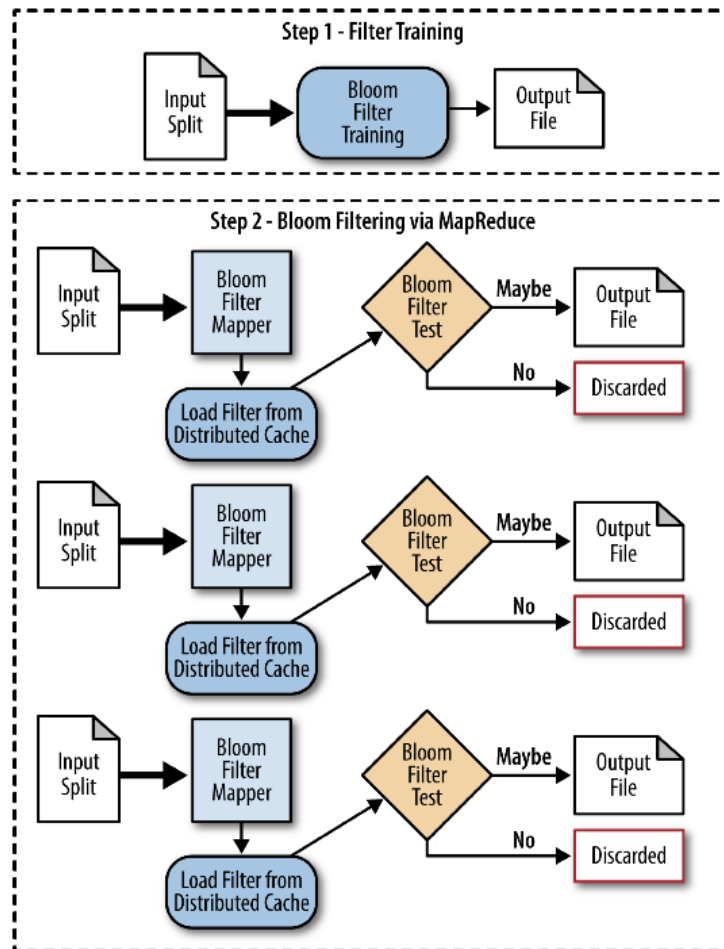 Step 1 - Filter Training
Input
Split
Bloom
Filter
Training
Output
File
Step 2 - Bloom Filtering via MapReduce
Input
Split
Bloom
Filter
Mapper
Load Filter from
Distributed Cache
Bloom
Filter
Test
Maybe
Output
File
No
Discarded
Input
Split
Bloom
Filter
Mapper
Load Filter from
Distributed Cache
Bloom
Filter
Test
Maybe
Output
File
No
Discarded
Input
Split
Bloom
Filter
Mapper
Load Filter from
Distributed Cache
Bloom
Filter
Test
Maybe
Output
File
No
Discarded